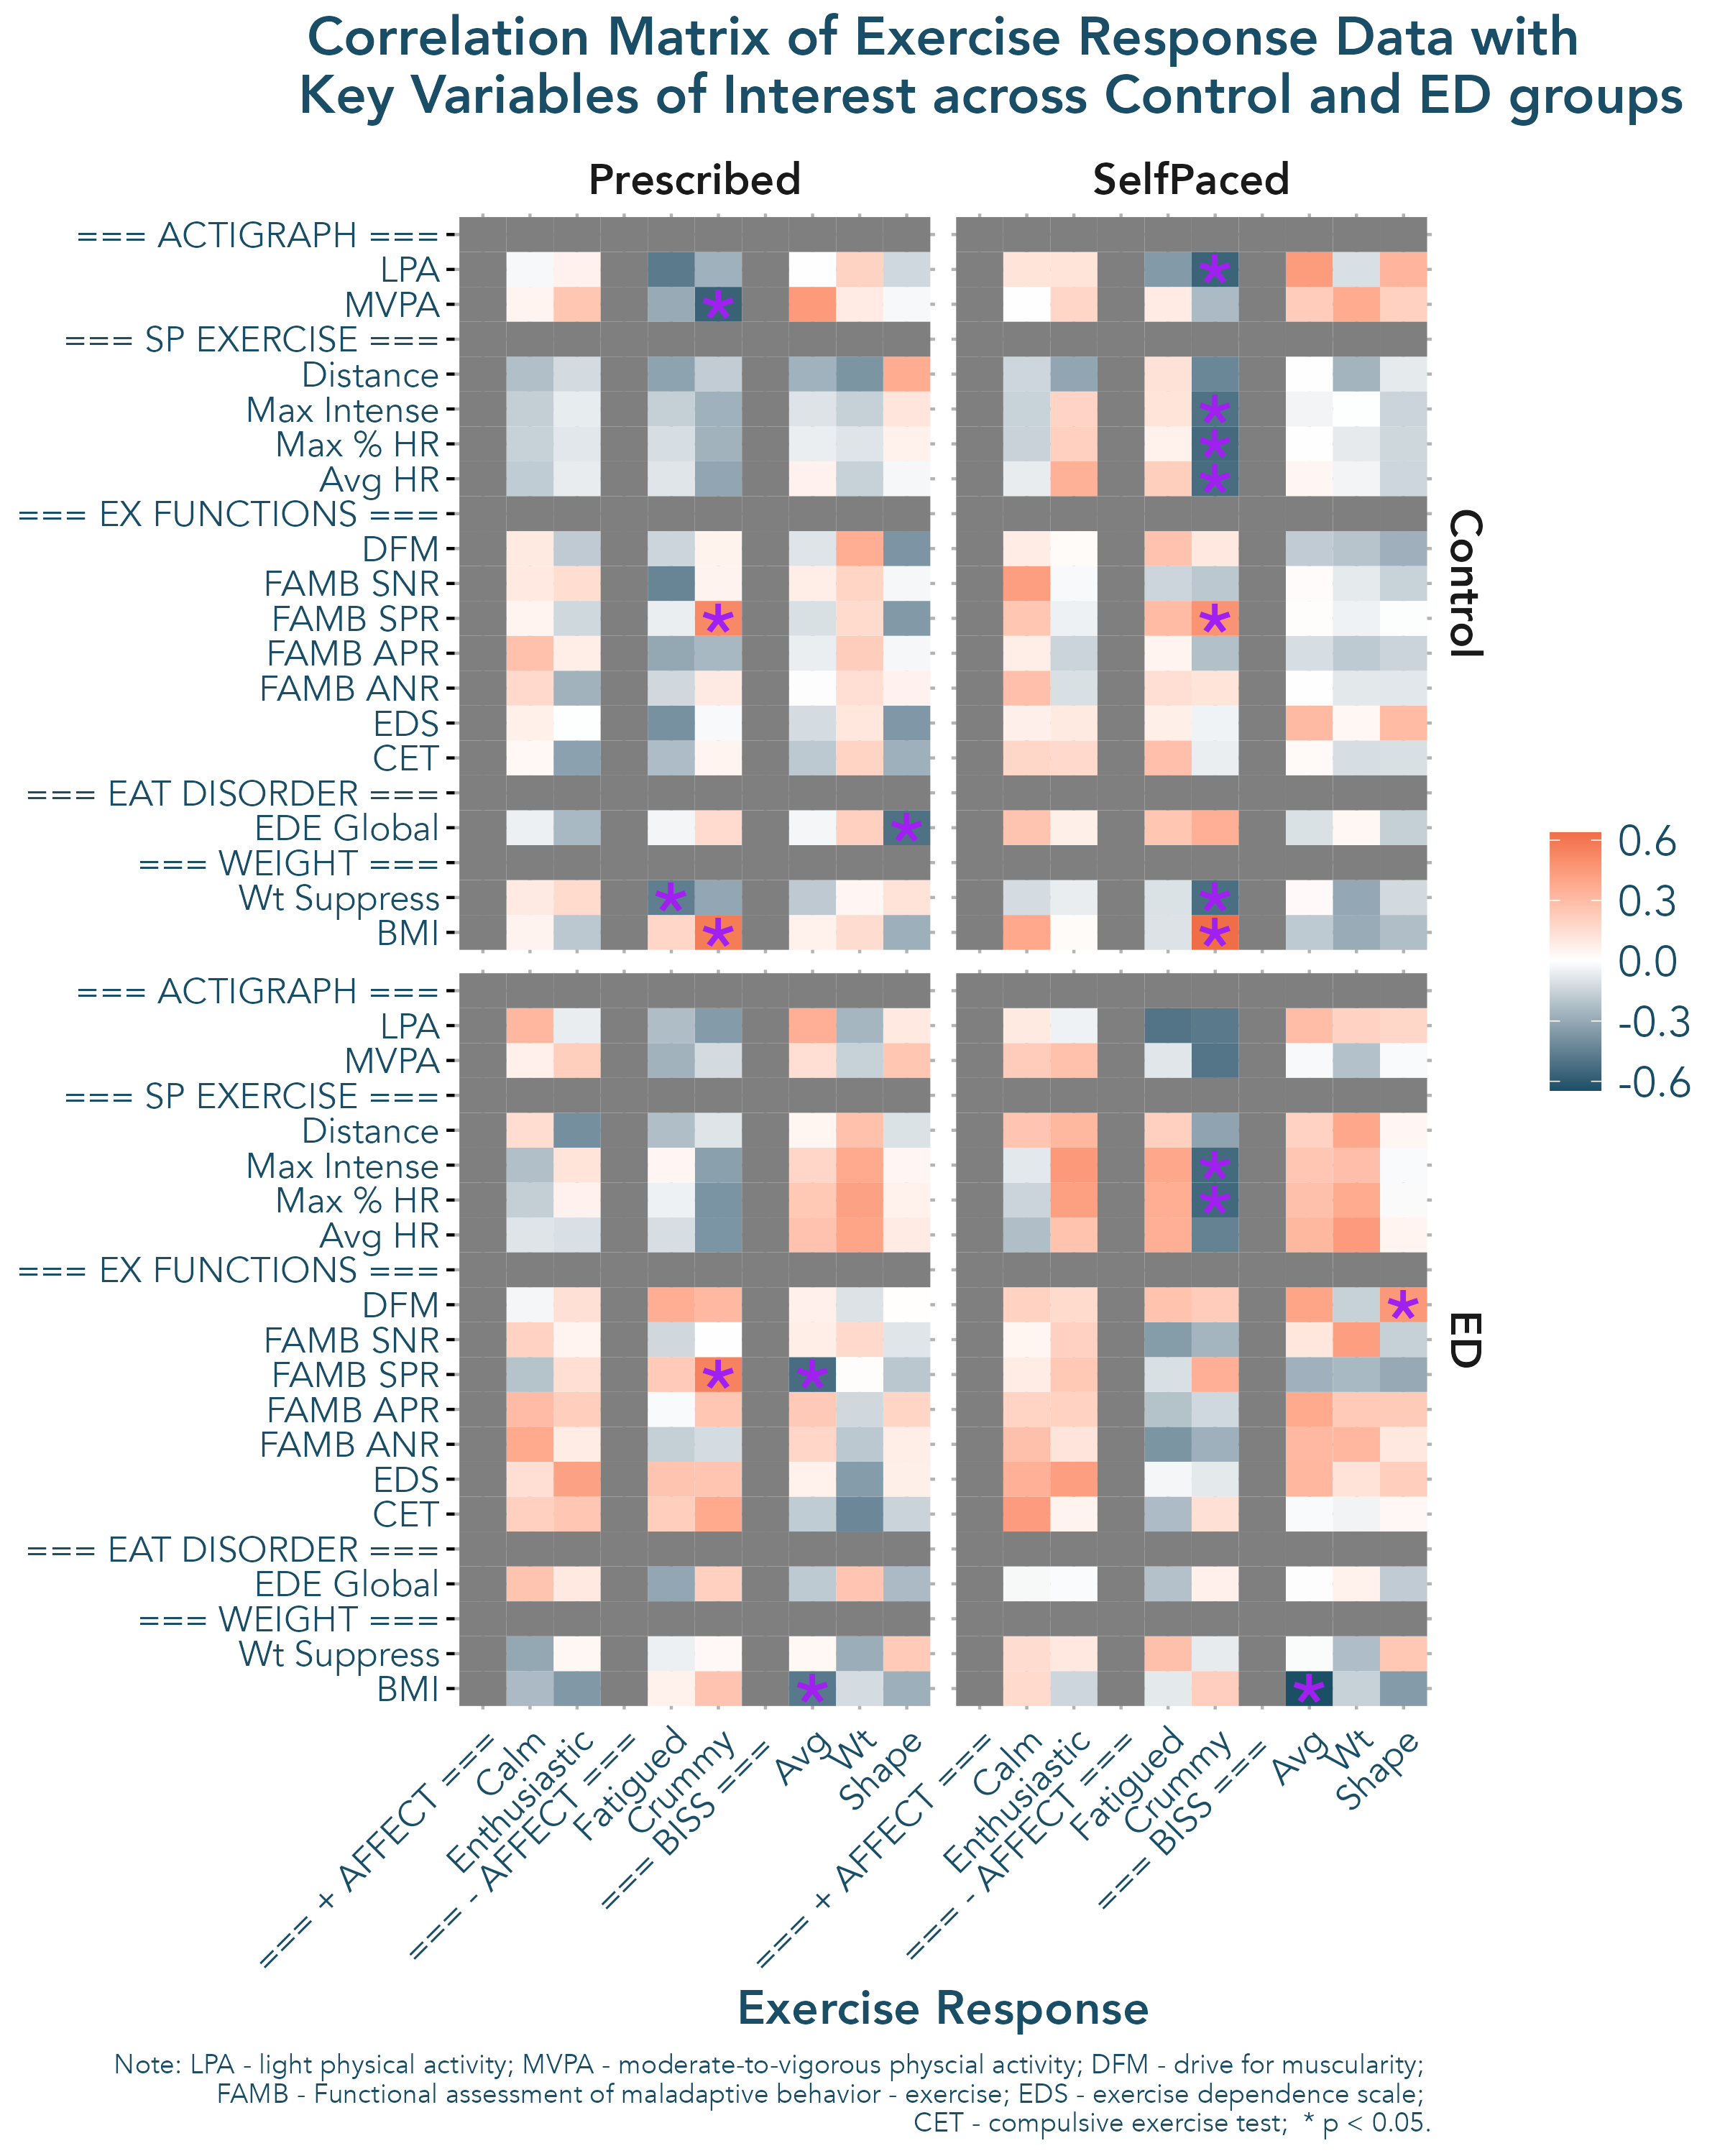 Correlation Matrix of Exercise Response Data with
Key Variables of Interest across Control and ED groups
Prescribed
SelfPaced
=== ACTIGRAPH ===
LPA
MVPA
=== SP EXERCISE ===
Distance
Max Intense
Max % HR
Avg HR
=== EX FUNCTIONS ===
DFM
FAMB SNR
FAMB SPR
FAMB APR
FAMB ANR
EDS
CET
=== EAT DISORDER ===
EDE Global
=== WEIGHT ===
Wt Suppress
BMI
Control
=== ACTIGRAPH ===
LPA
MVPA
=== SP EXERCISE ===
Distance
Max Intense
Max % HR
Avg HR
=== EX FUNCTIONS ===
DFM
FAMB SNR
FAMB SPR
FAMB APR
FAMB ANR
EDS
CET
=== EAT DISORDER ===
EDE Global
=== WEIGHT ===
Wt Suppress
BMI
ED
0.6
0.3
0.0
-0.3
-0.6
=== + AFFECT ===
Calm
Enthusiastic
=== - AFFECT ===
Fatigued
Crummy
=== BISS ===
Avg
Wt
Shape
=== + AFFECT ===
Calm
Enthusiastic
=== - AFFECT ===
Fatigued
Crummy
=== BISS ===
Avg
Wt
Shape
Exercise Response
Note: LPA - light physical activity; MVPA - moderate-to-vigorous physcial activity; DFM - drive for muscularity;
FAMB - Functional assessment of maladaptive behavior - exercise; EDS - exercise dependence scale;
CET - compulsive exercise test;  * p < 0.05.